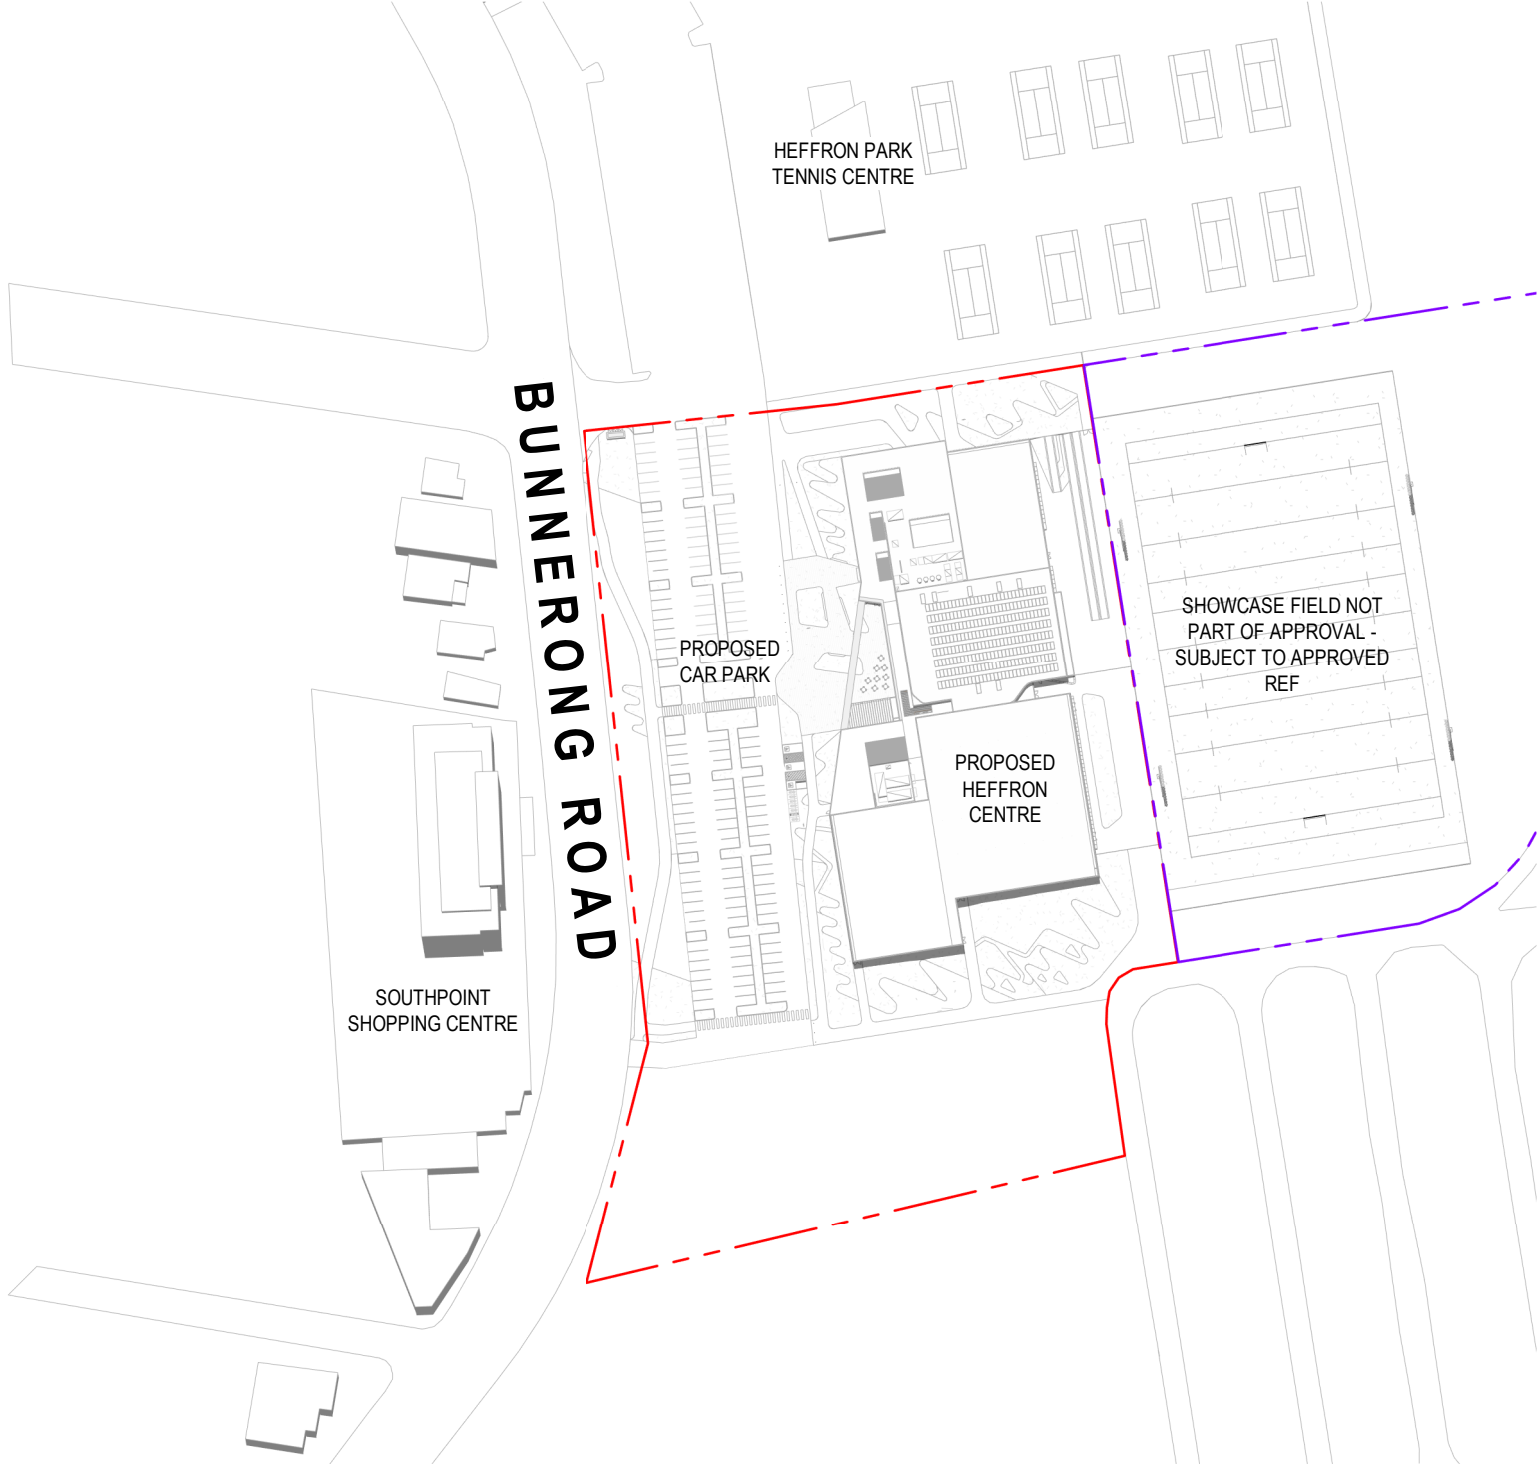 HEFFRON PARK
TENNIS CENTRE
BUNNERONG ROAD
PROPOSED
CAR PARK
SHOWCASE FIELD NOT
PART OF APPROVAL -
SUBJECT TO APPROVED
REF
PROPOSED
HEFFRON
CENTRE
SOUTHPOINT
SHOPPING CENTRE